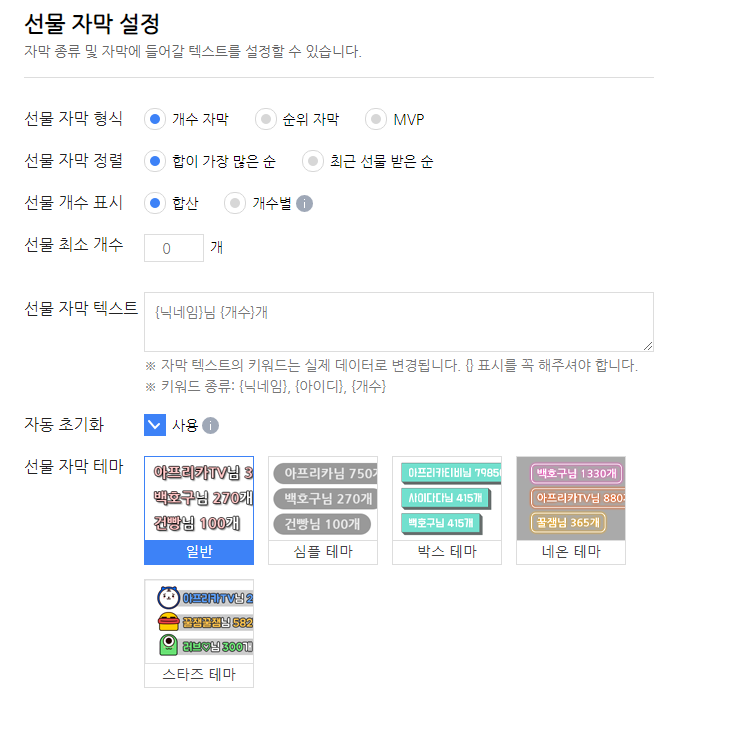 선물 자막 설정
자막 종류 및 자막에 들어갈 텍스트를 설정할 수 있습니다.
선물 자막 형식 개수 자막 순위 자막 MVP
선물 자막 정렬 합이 가장 많은 순 최근 선물 받은 순
선물 개수 표시 합산 개수별 i
선물 최소 개수 0 개
선물 자막 텍스트 {닉네임}님 {개수}개
※ 자막 텍스트의 키워드는 실제 데이터로 변경됩니다. {} 표시를 꼭 해주셔야 합니다.
※ 키워드 종류: {닉네임}, {아이디}, {개수}
자동 초기화 사용 i
선물 자막 테마
아프리카TV님 3
백호구님 270개
건빵님 100개
일반
아프리카님 750개
백호구님 270개
건빵님 100개
심플 테마
아프리카티비님 7985
사이다다님 415개
백호구님 415개
박스 테마
백호구님 1330개
아프리카TV님 880
꿀잼님 365개
네온 테마
아프리카TV님 2
꿀잼꿀잼님 582
러브♡님 300개
스타즈 테마